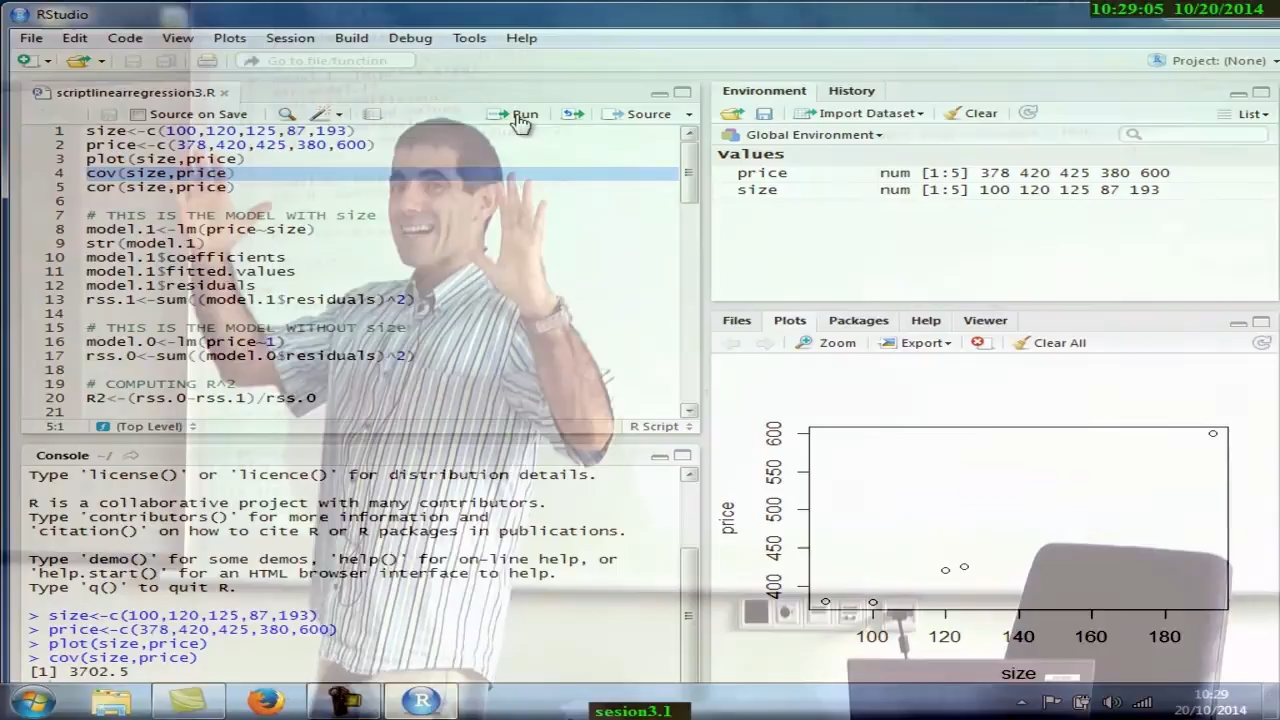 RStudio
10:29:05 10/20/2014
File Edit Code View Plots Session Build Debug Tools Help
Go to file/function
Project: (None)
scriptlinearregression3.R
Source on Save
Run
Source
1 size<-c(100,120,125,87,193)
2 price<-c(378,420,425,380,600)
3 plot(size,price)
4 cov(size,price)
5 cor(size,price)
6
7 # THIS IS THE MODEL WITH size
8 model.1<-lm(price~size)
9 str(model.1)
10 model.1$coefficients
11 model.1$fitted.values
12 model.1$residuals
13 rss.1<-sum((model.1$residuals)^2)
14
15 # THIS IS THE MODEL WITHOUT size
16 model.0<-lm(price~1)
17 rss.0<-sum((model.0$residuals)^2)
18
19 # COMPUTING R^2
20 R2<-(rss.0-rss.1)/rss.0
21
5:1 (Top Level) R Script
Console ~/
Type 'license()' or 'licence()' for distribution details.
R is a collaborative project with many contributors.
Type 'contributors()' for more information and
'citation()' on how to cite R or R packages in publications.
Type 'demo()' for some demos, 'help()' for on-line help, or
'help.start()' for an HTML browser interface to help.
Type 'q()' to quit R.
> size<-c(100,120,125,87,193)
> price<-c(378,420,425,380,600)
> plot(size,price)
> cov(size,price)
[1] 3702.5
Environment History
Import Dataset Clear List
Global Environment
Values
price num [1:5] 378 420 425 380 600
size num [1:5] 100 120 125 87 193
Files Plots Packages Help Viewer
Zoom Export Clear All
600
550
500
450
400
price
100 120 140 160 180
size
10:29
20/10/2014
sesion3.1